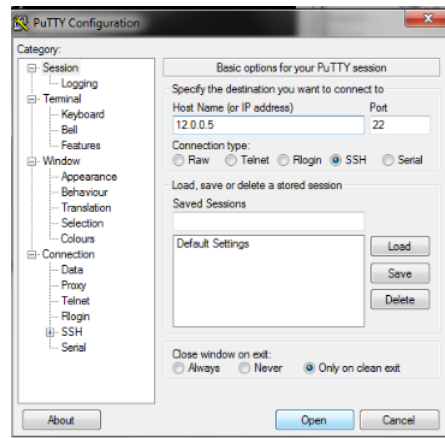 PuTTY Configuration
Category:
Session
Logging
Terminal
Keyboard
Bell
Features
Window
Appearance
Behaviour
Translation
Selection
Colours
Connection
Data
Proxy
Telnet
Rlogin
SSH
Serial
Basic options for your PuTTY session
Specify the destination you want to connect to
Host Name (or IP address) Port
12.0.0.5 22
Connection type:
Raw Telnet Rlogin SSH Serial
Load, save or delete a stored session
Saved Sessions
Default Settings
Load
Save
Delete
Close window on exit:
Always Never Only on clean exit
About Open Cancel